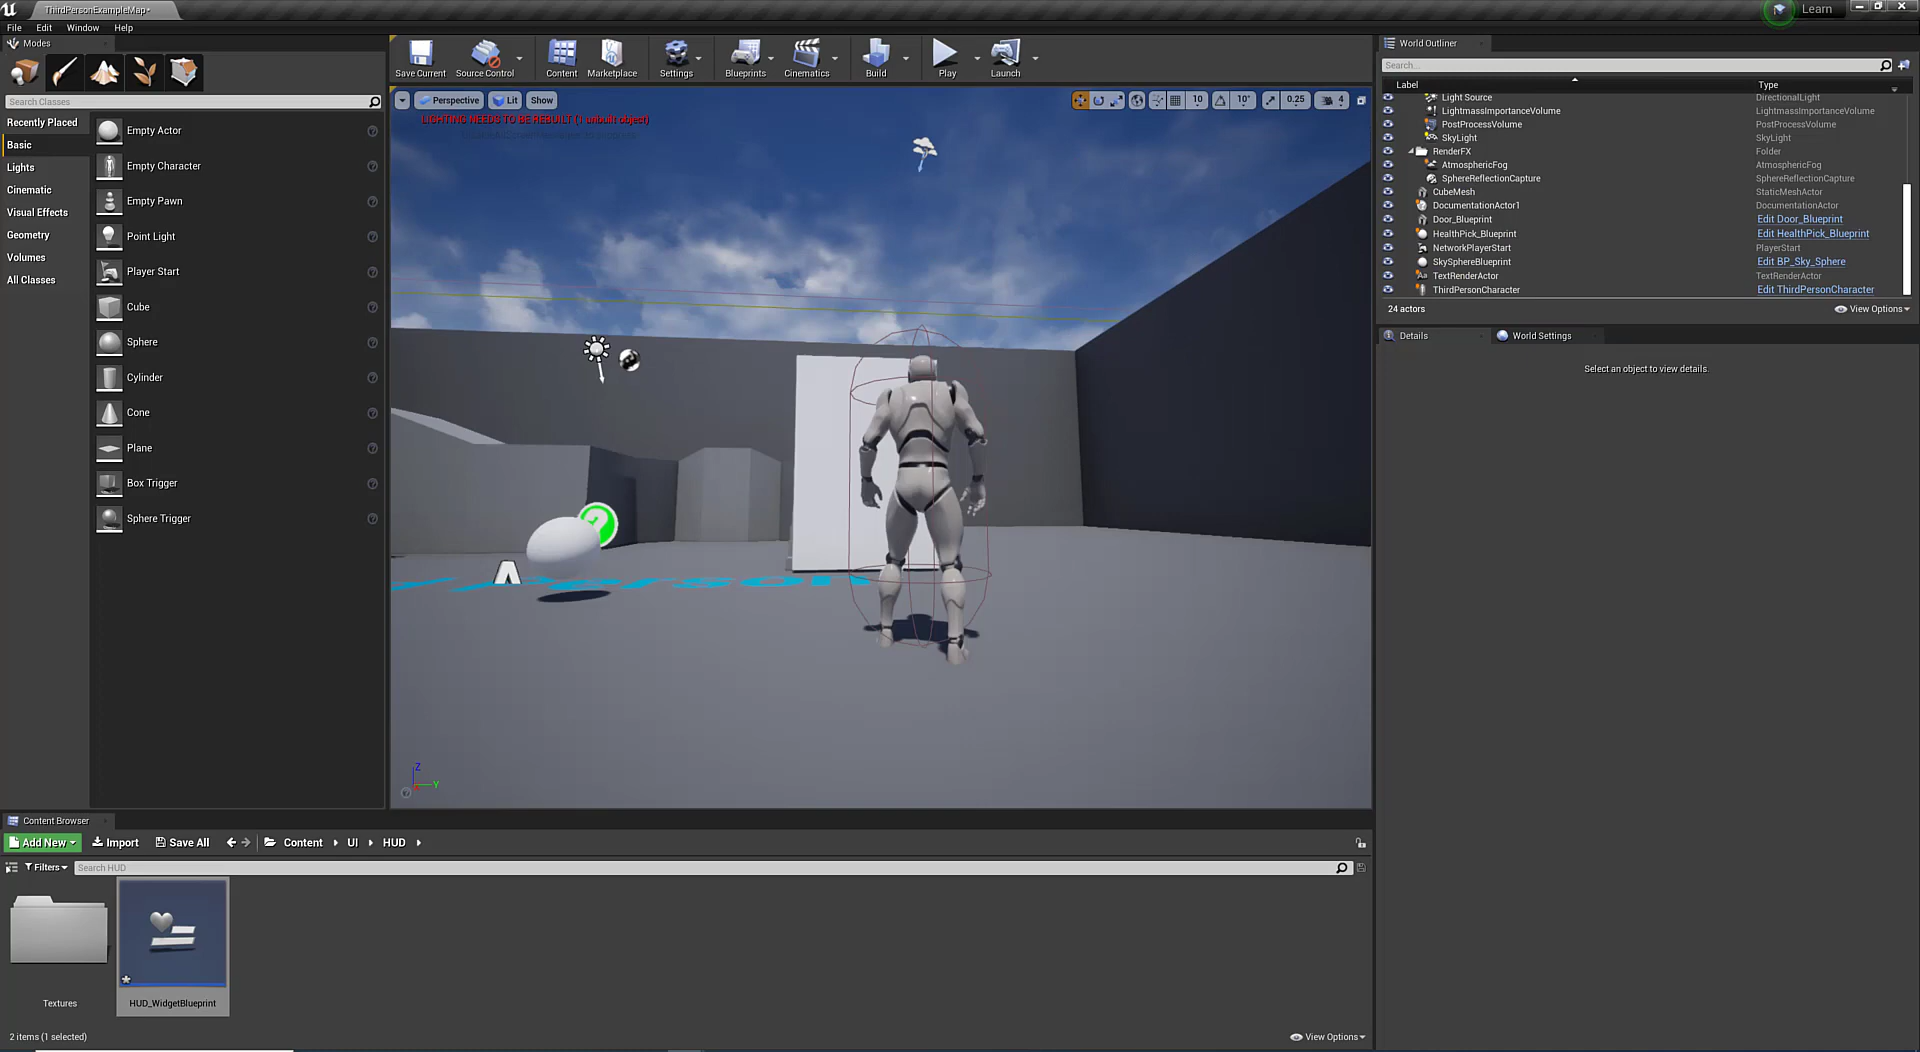 ThirdPersonExampleMap*
Learn
File Edit Window Help
Modes
Search Classes
Recently Placed
Basic
Lights
Cinematic
Visual Effects
Geometry
Volumes
All Classes
Empty Actor
Empty Character
Empty Pawn
Point Light
Player Start
Cube
Sphere
Cylinder
Cone
Plane
Box Trigger
Sphere Trigger
Save Current Source Control Content Marketplace Settings Blueprints Cinematics Build Play Launch
Perspective Lit Show
10 10° 0.25 4
LIGHTING NEEDS TO BE REBUILT (1 unbuilt object)
A
Z
Y
World Outliner
Search...
Label Type
Light Source DirectionalLight
LightmassImportanceVolume LightmassImportanceVolume
PostProcessVolume PostProcessVolume
SkyLight SkyLight
RenderFX Folder
AtmosphericFog AtmosphericFog
SphereReflectionCapture SphereReflectionCapture
CubeMesh StaticMeshActor
DocumentationActor1 DocumentationActor
Door_Blueprint Edit Door_Blueprint
HealthPick_Blueprint Edit HealthPick_Blueprint
NetworkPlayerStart PlayerStart
SkySphereBlueprint Edit BP_Sky_Sphere
TextRenderActor TextRenderActor
ThirdPersonCharacter Edit ThirdPersonCharacter
24 actors View Options
Details World Settings
Select an object to view details.
Content Browser
Add New Import Save All Content UI HUD
Filters Search HUD
Textures HUD_WidgetBlueprint
2 items (1 selected) View Options